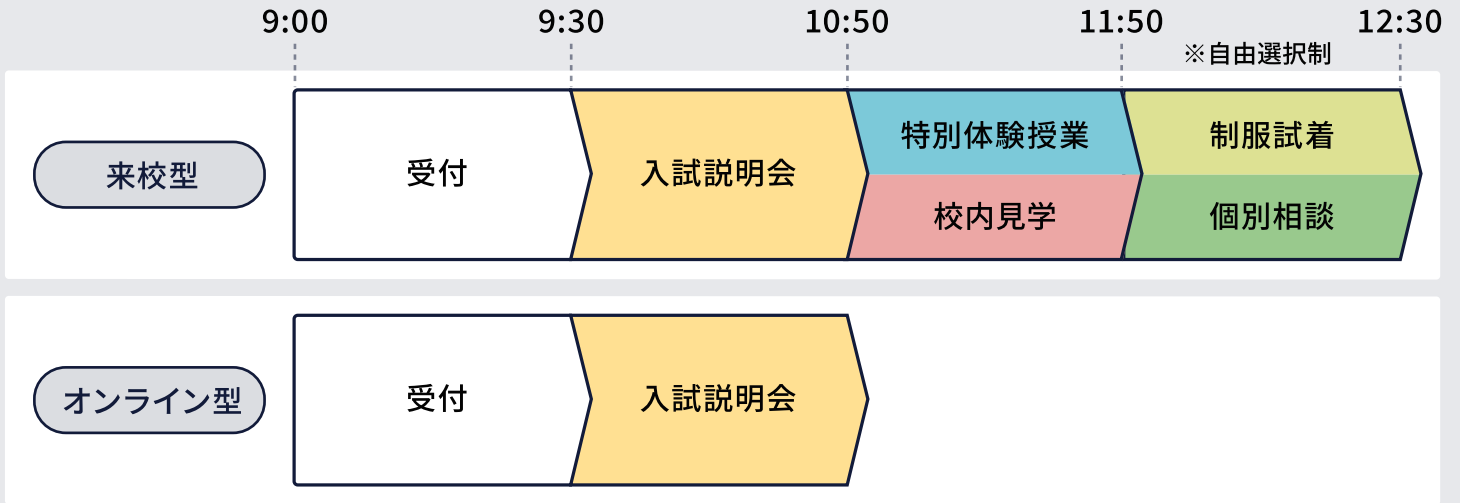 9:00 9:30 10:50 11:50 12:30
※自由選択制
来校型
受付
入試説明会
特別体験授業
校内見学
制服試着
個別相談
オンライン型
受付
入試説明会